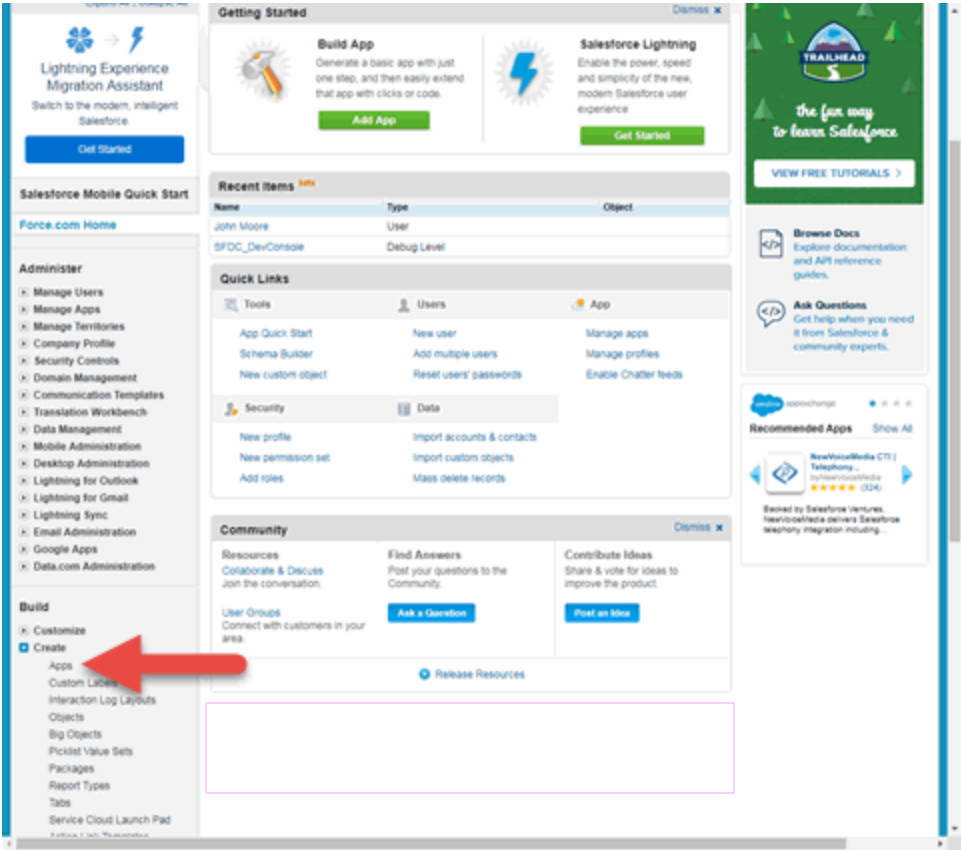 Expand All | Collapse All
Lightning Experience
Migration Assistant
Switch to the modern, intelligent
Salesforce.
Get Started
Salesforce Mobile Quick Start
Force.com Home
Administer
Manage Users
Manage Apps
Manage Territories
Company Profile
Security Controls
Domain Management
Communication Templates
Translation Workbench
Data Management
Mobile Administration
Desktop Administration
Lightning for Outlook
Lightning for Gmail
Lightning Sync
Email Administration
Google Apps
Data.com Administration
Build
Customize
Create
Apps
Custom Labels
Interaction Log Layouts
Objects
Big Objects
Picklist Value Sets
Packages
Report Types
Tabs
Service Cloud Launch Pad
Action Link Templates
Getting Started
Dismiss x
Build App
Generate a basic app with just
one step, and then easily extend
that app with clicks or code.
Add App
Salesforce Lightning
Enable the power, speed
and simplicity of the new,
modern Salesforce user
experience
Get Started
Recent Items Beta
Name Type Object
John Moore User
SFDC_DevConsole Debug Level
Quick Links
Tools Users App
App Quick Start New user Manage apps
Schema Builder Add multiple users Manage profiles
New custom object Reset users' passwords Enable Chatter feeds
Security Data
New profile Import accounts & contacts
New permission set Import custom objects
Add roles Mass delete records
Community
Dismiss x
Resources
Collaborate & Discuss
Join the conversation.
User Groups
Connect with customers in your
area.
Find Answers
Post your questions to the
Community.
Ask a Question
Contribute Ideas
Share & vote for ideas to
improve the product.
Post an Idea
Release Resources
TRAILHEAD
the fun way
to learn Salesforce
VIEW FREE TUTORIALS >
Browse Docs
Explore documentation
and API reference
guides.
Ask Questions
Get help when you need
it from Salesforce &
community experts.
salesforce appexchange
Recommended Apps Show All
NewVoiceMedia CTI |
Telephony...
byNewVoiceMedia
(324)
Backed by Salesforce Ventures,
NewVoiceMedia delivers Salesforce
telephony integration including...